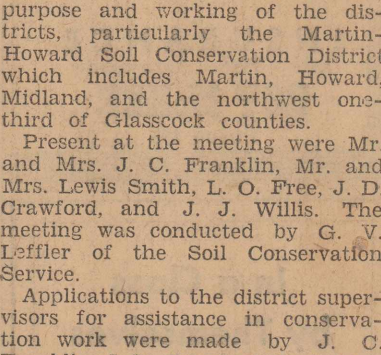 purpose and working of the dis-
tricts, particularly the Martin-
Howard Soil Conservation District
which includes Martin, Howard,
Midland, and the northwest one-
third of Glasscock counties.
Present at the meeting were Mr.
and Mrs. J. C. Franklin, Mr. and
Mrs. Lewis Smith, L. O. Free, J. D.
Crawford, and J. J. Willis. The
meeting was conducted by G. V.
Leffler of the Soil Conservation
Service.
Applications to the district super-
visors for assistance in conserva-
tion work were made by J. C.